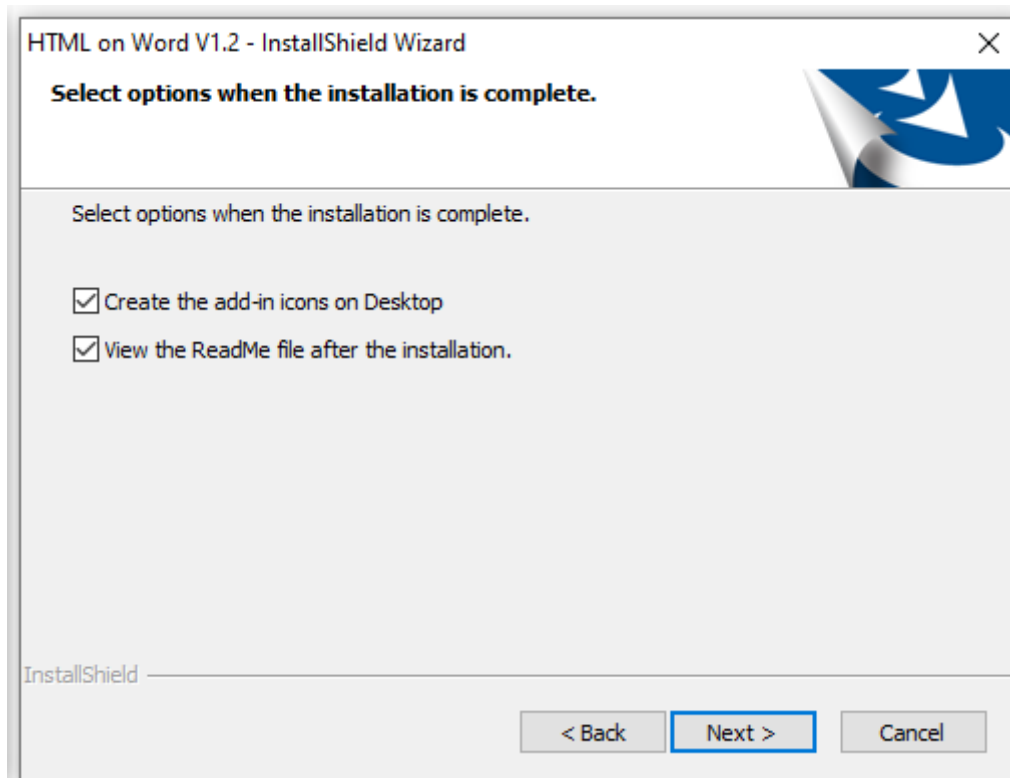 HTML on Word V1.2 - InstallShield Wizard
Select options when the installation is complete.
Select options when the installation is complete.
Create the add-in icons on Desktop
View the ReadMe file after the installation.
InstallShield
< Back
Next >
Cancel